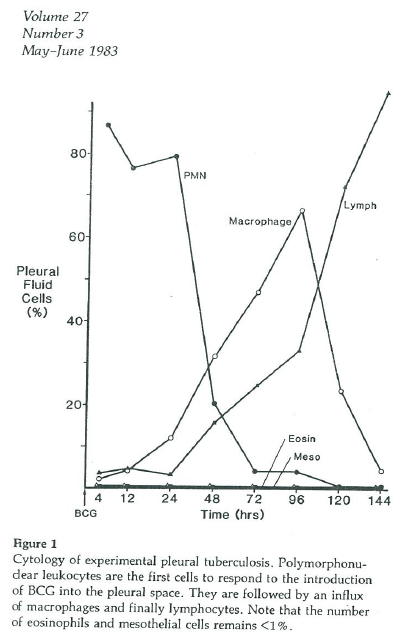 Volume 27
Number 3
May–June 1983
80
PMN
Lymph
Macrophage
60
Pleural
Fluid
Cells
(%)
40
20
Eosin
Meso
4 12 24 48 72 96 120 144
BCG
Time (hrs)
Figure 1
Cytology of experimental pleural tuberculosis. Polymorphonu-
clear leukocytes are the first cells to respond to the introduction
of BCG into the pleural space. They are followed by an influx
of macrophages and finally lymphocytes. Note that the number
of eosinophils and mesothelial cells remains <1%.